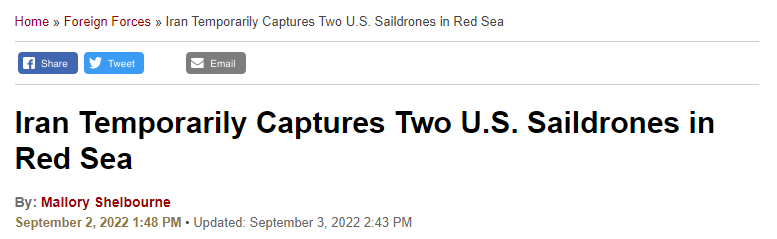 Home » Foreign Forces » Iran Temporarily Captures Two U.S. Saildrones in Red Sea
Share Tweet Email
Iran Temporarily Captures Two U.S. Saildrones in
Red Sea
By: Mallory Shelbourne
September 2, 2022 1:48 PM • Updated: September 3, 2022 2:43 PM